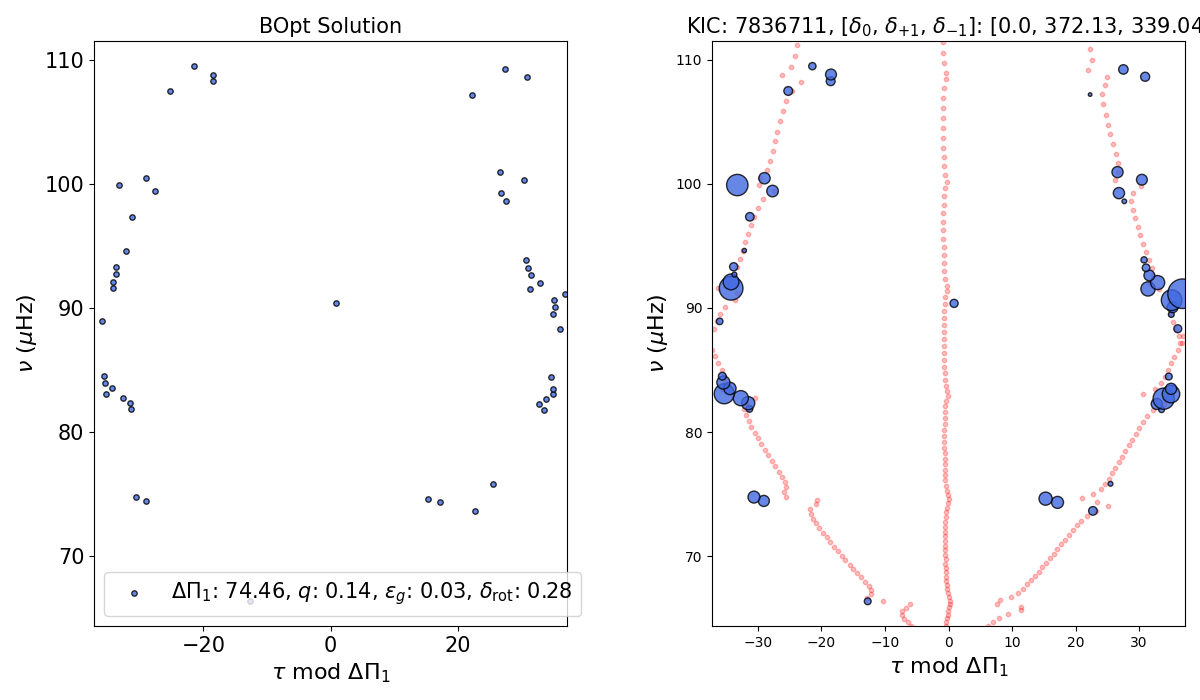 BOpt Solution
110
100
90
80
70
ν (μHz)
ΔΠ₁: 74.46, q: 0.14, ε_g: 0.03, δ_rot: 0.28
−20
0
20
τ mod ΔΠ₁
KIC: 7836711, [δ₀, δ₊₁, δ₋₁]: [0.0, 372.13, 339.04
110
100
90
80
70
ν (μHz)
−30
−20
−10
0
10
20
30
τ mod ΔΠ₁